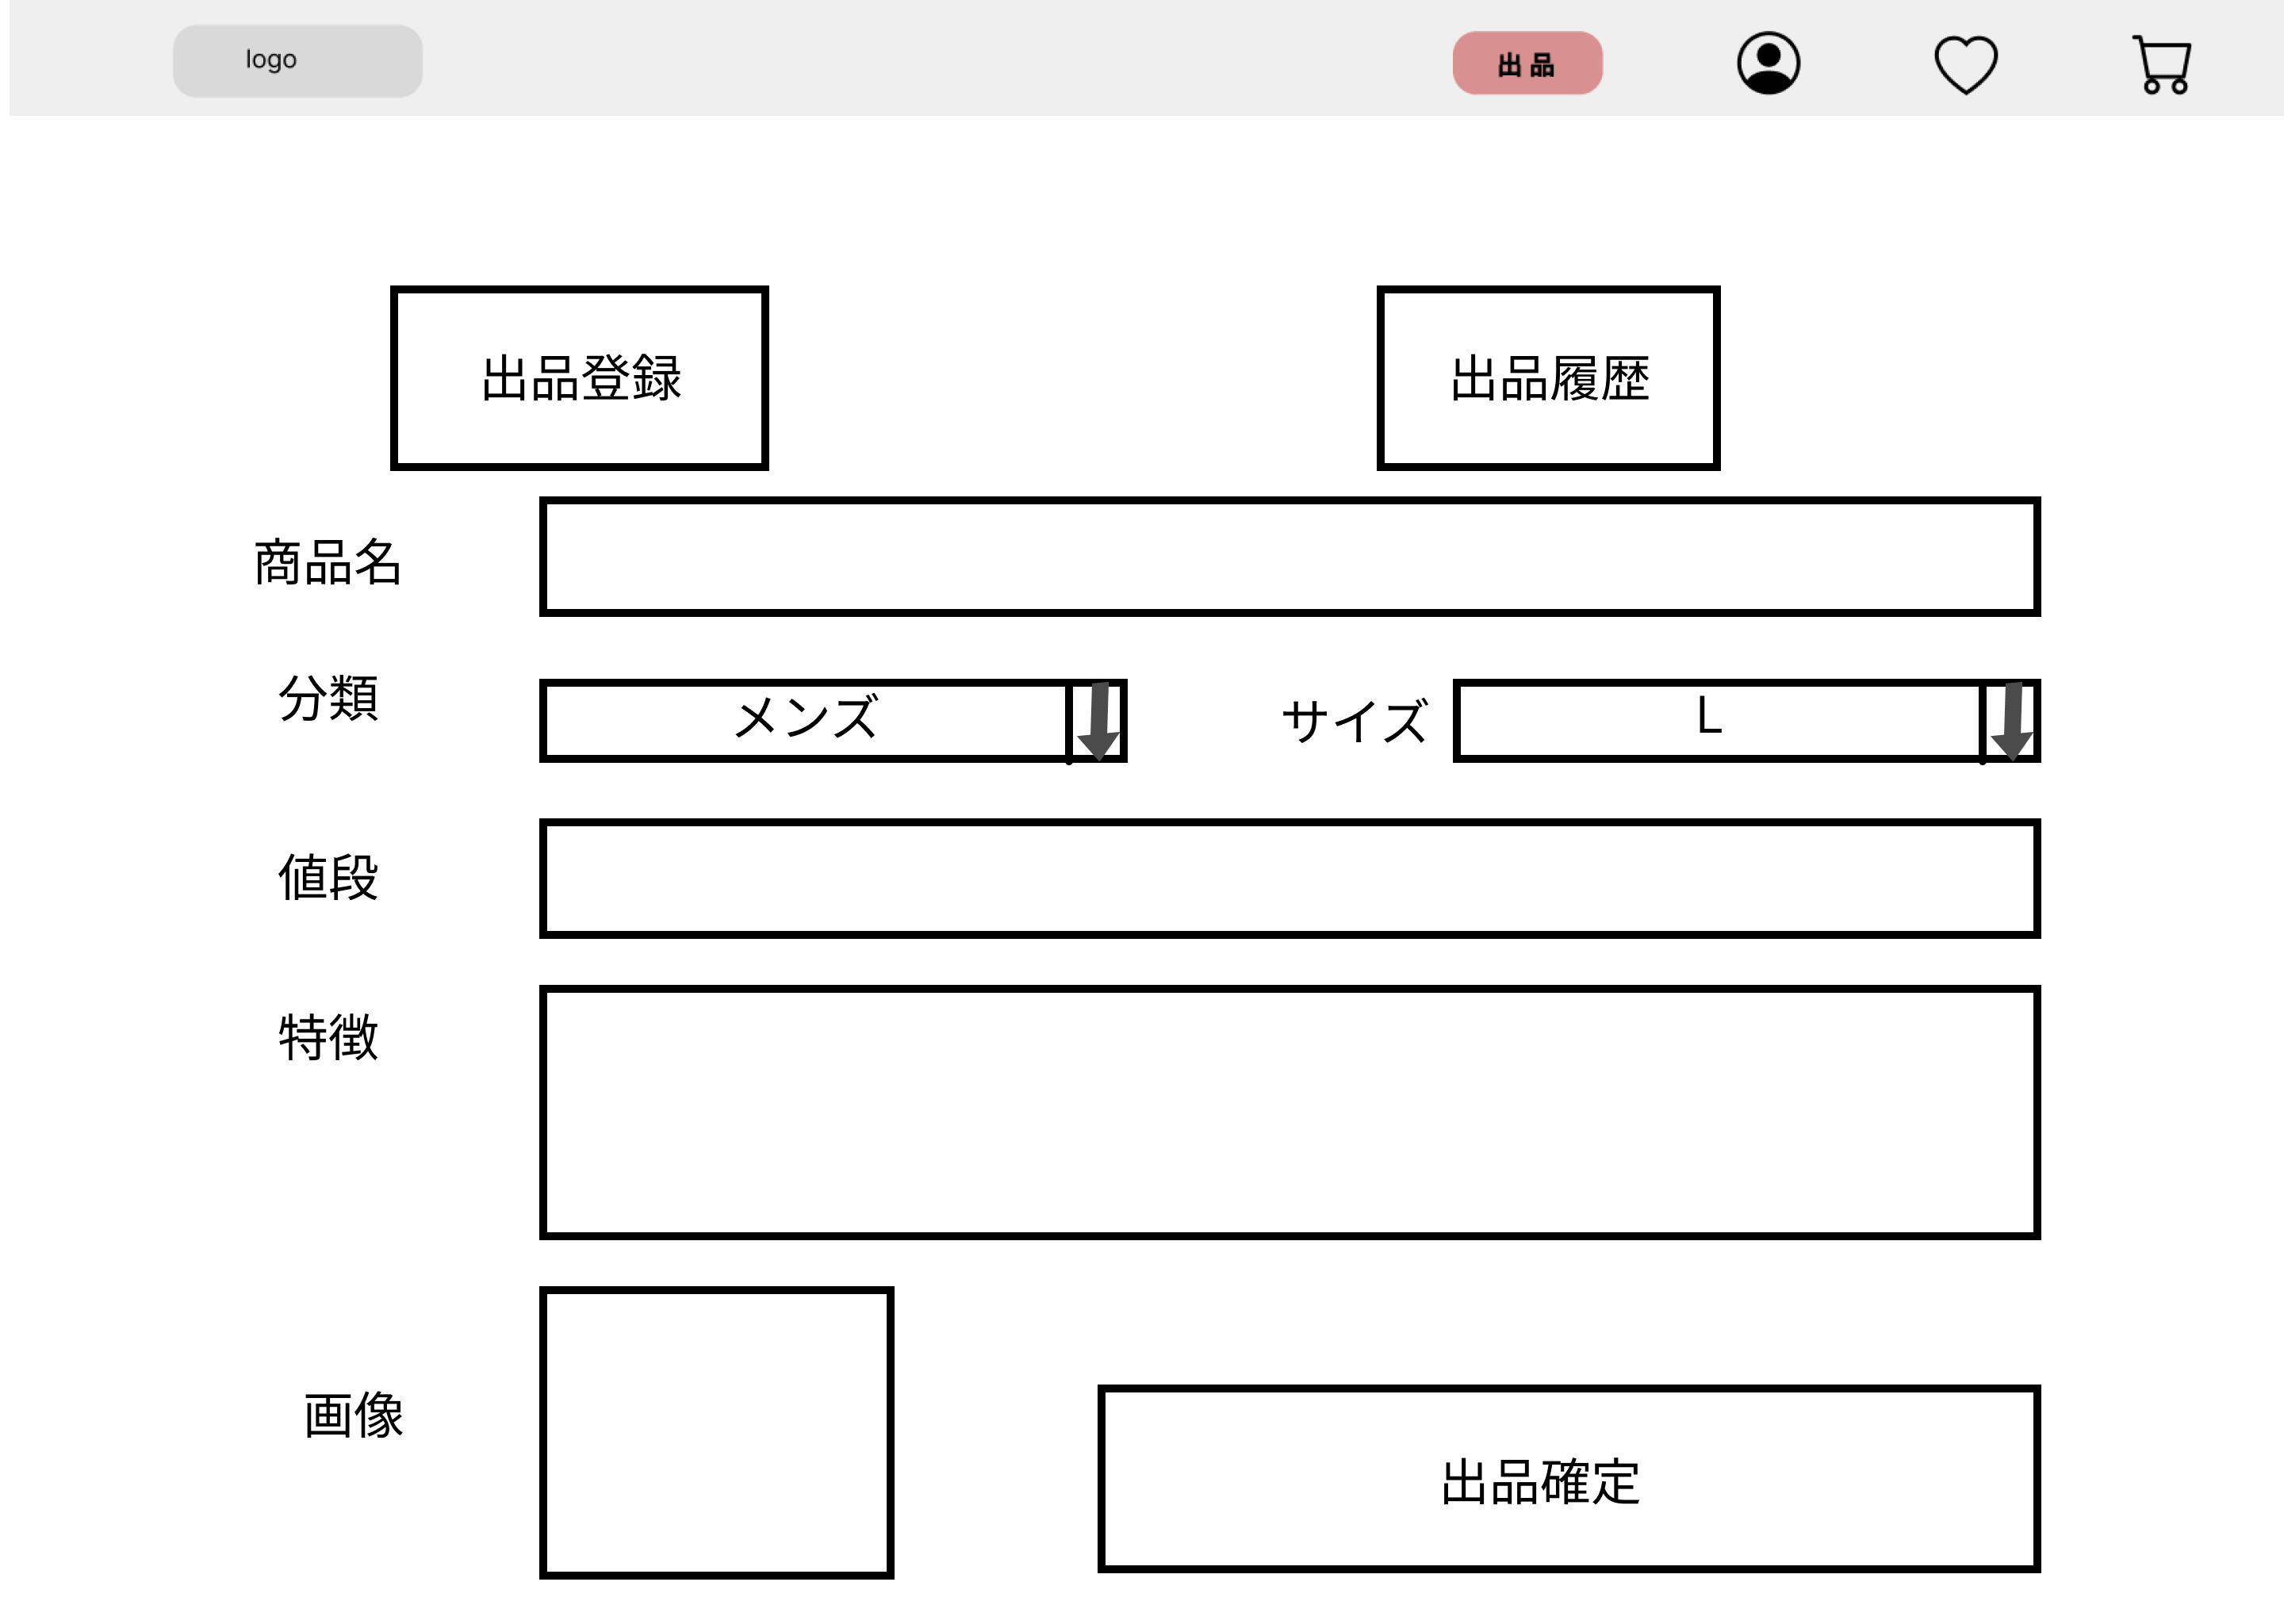 logo
出品
出品登録
出品履歴
商品名
分類
メンズ
サイズ
L
値段
特徴
画像
出品確定